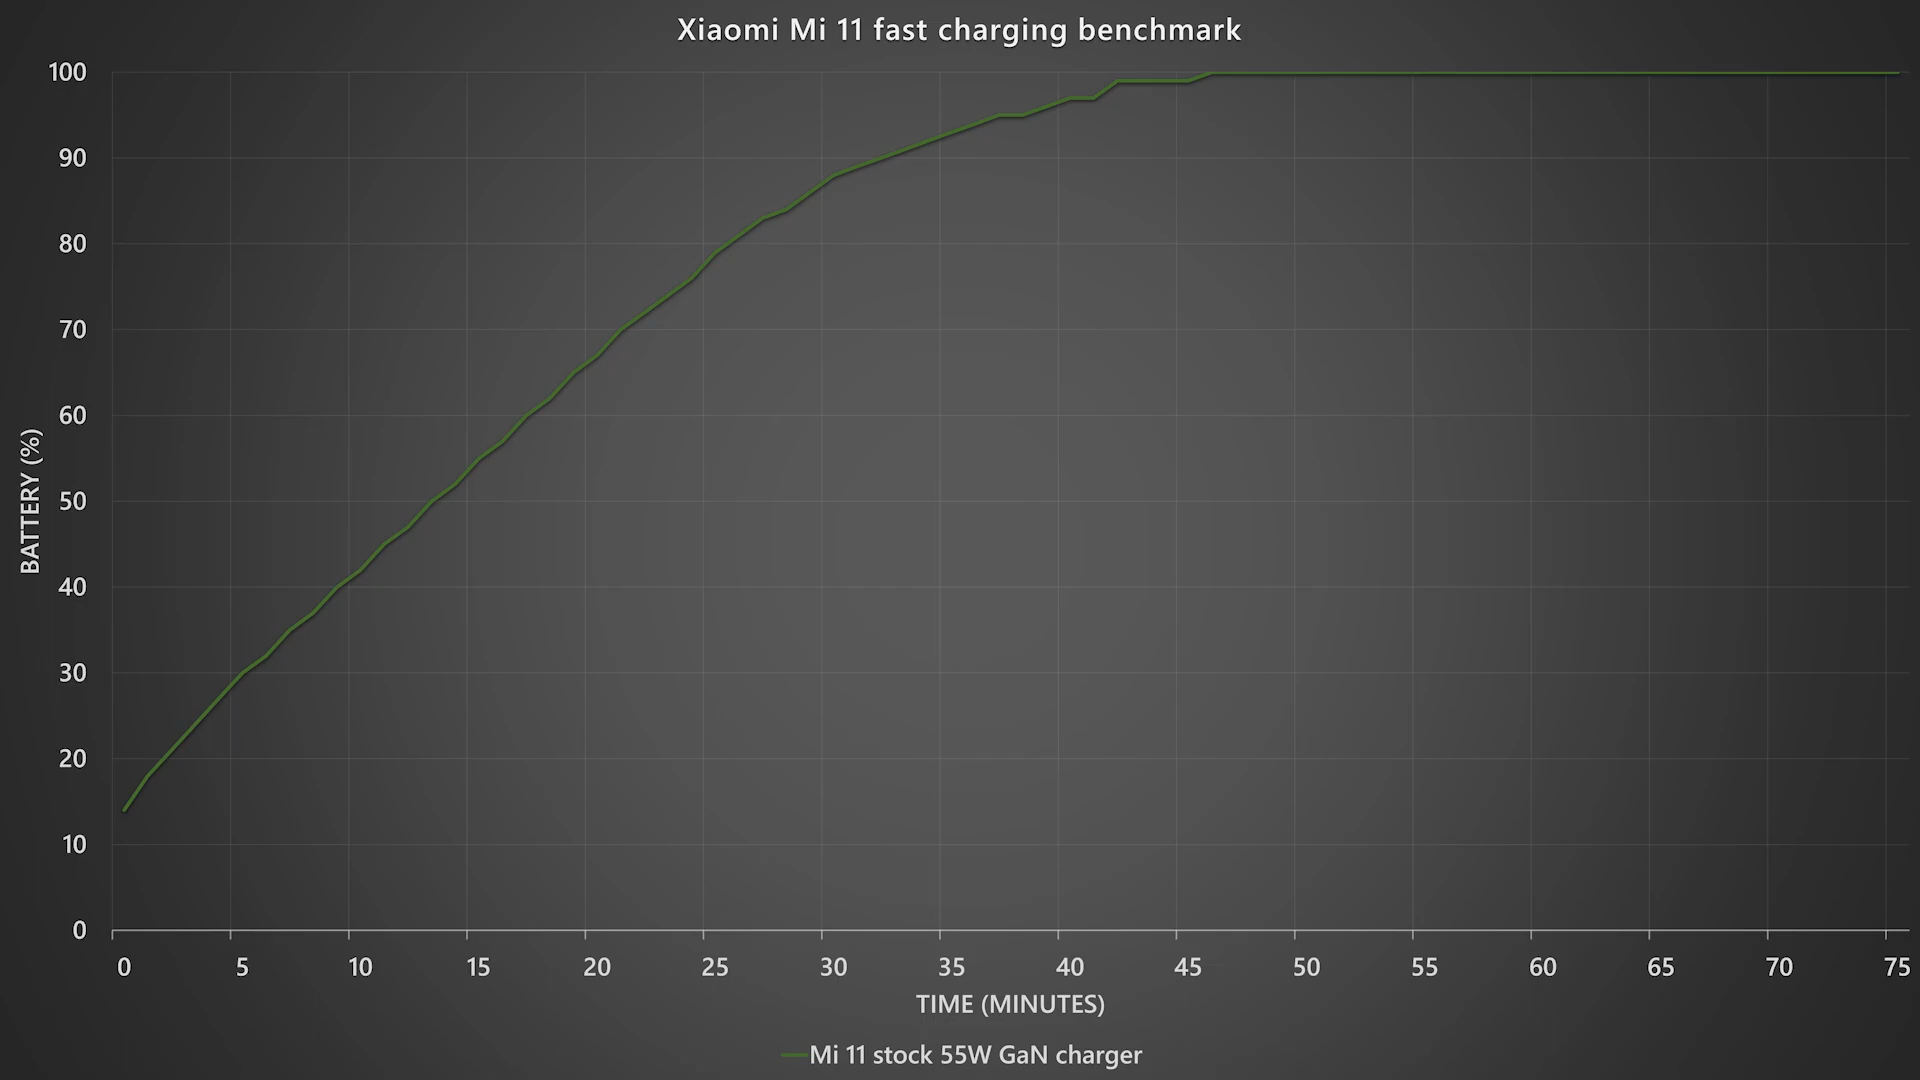 Xiaomi Mi 11 fast charging benchmark
100
90
80
70
60
50
40
30
20
10
0
BATTERY (%)
0 5 10 15 20 25 30 35 40 45 50 55 60 65 70 75
TIME (MINUTES)
Mi 11 stock 55W GaN charger